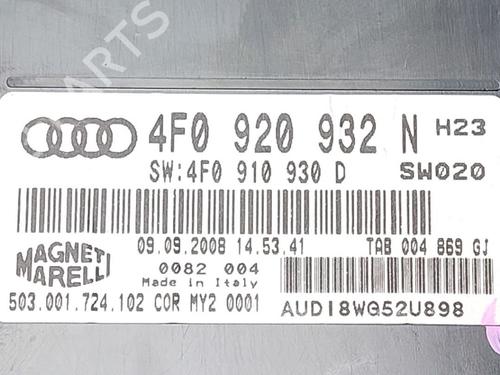 4F0 920 932 N H23
SW:4F0 910 930 D SW020
09.09.2008 14.53.41 TAB 004 869 GJ
MAGNETI
MARELLI
0082 004
Made in Italy
503.001.724.102 COR MY2 0001 AUDI8WG52U898
PARTS